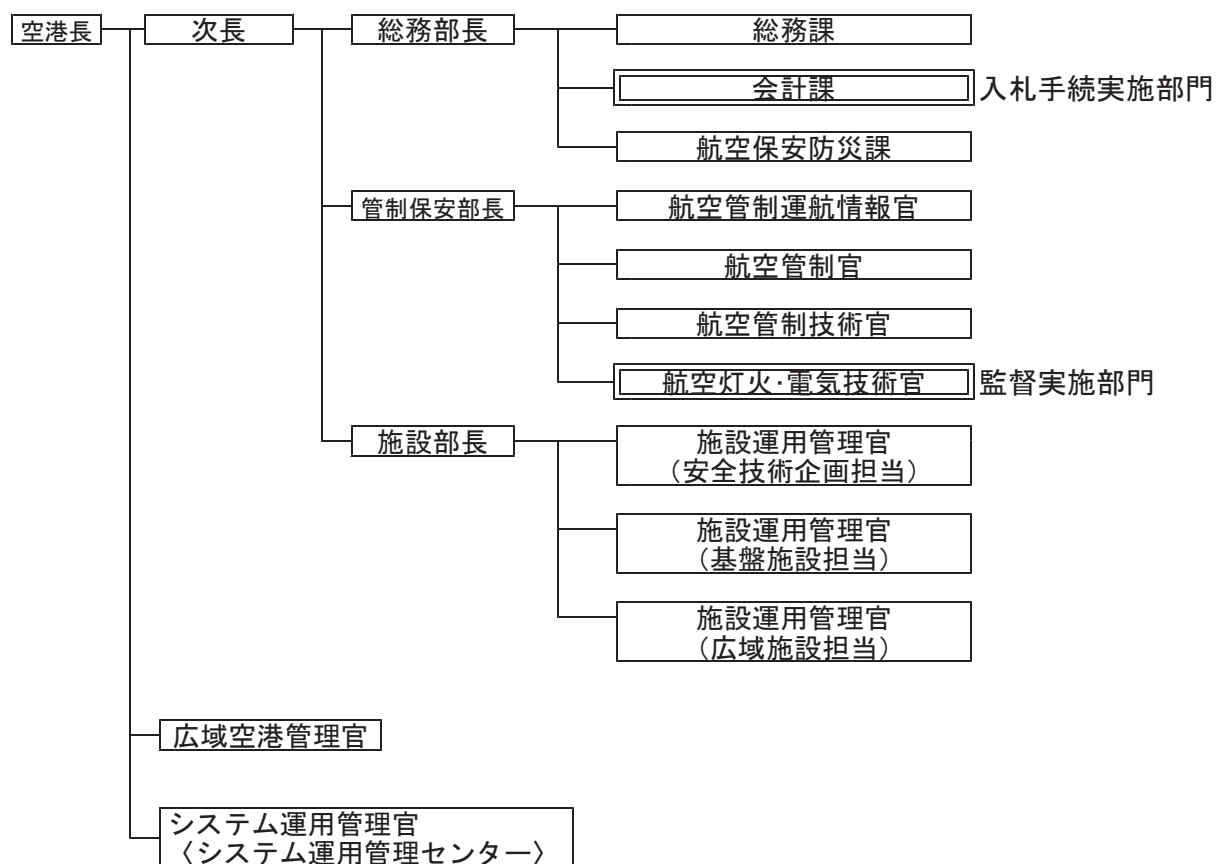 空港長 次長 総務部長 総務課
会計課 入札手続実施部門
航空保安防災課
管制保安部長 航空管制運航情報官
航空管制官
航空管制技術官
航空灯火・電気技術官 監督実施部門
施設部長 施設運用管理官
（安全技術企画担当）
施設運用管理官
（基盤施設担当）
施設運用管理官
（広域施設担当）
広域空港管理官
システム運用管理官
〈システム運用管理センター〉